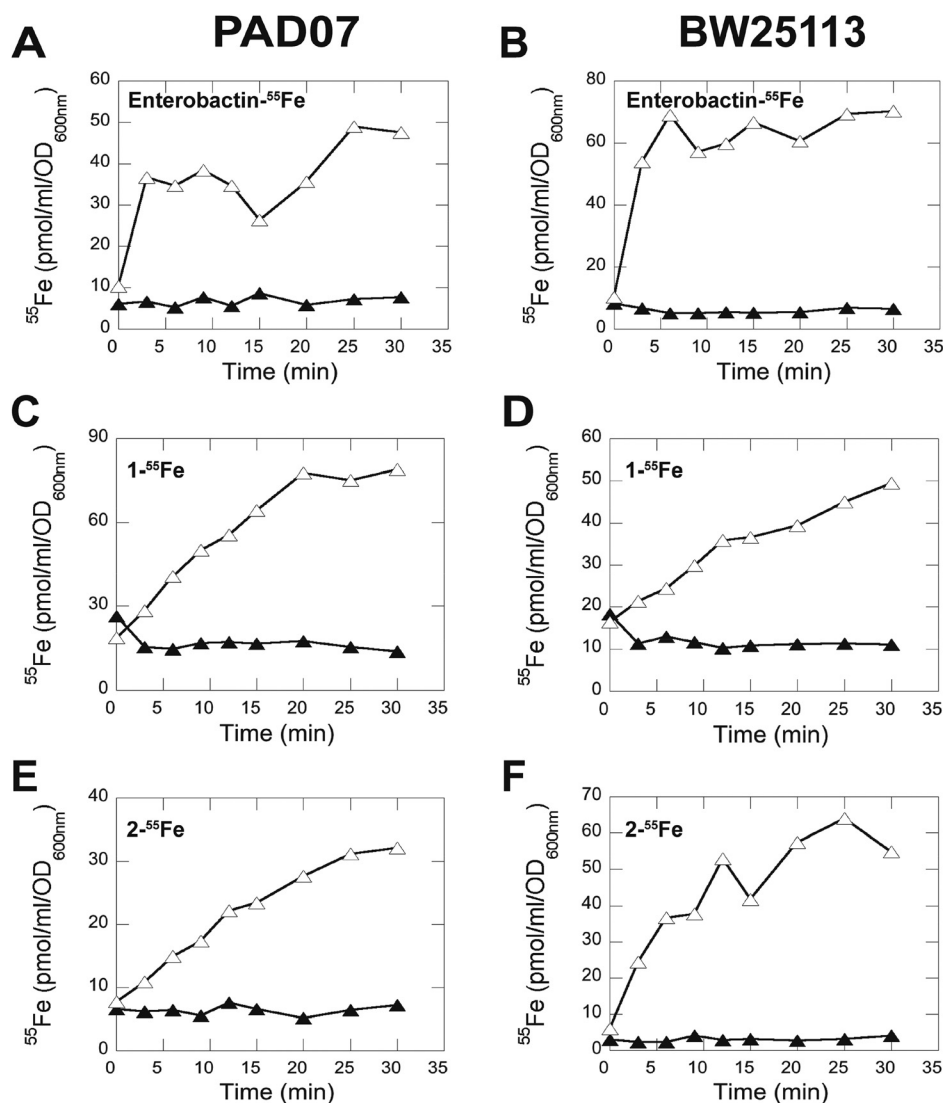 PAD07 BW25113
A B
Enterobactin-⁵⁵Fe Enterobactin-⁵⁵Fe
⁵⁵Fe (pmol/ml/OD₆₀₀nm) ⁵⁵Fe (pmol/ml/OD₆₀₀nm)
60 80
50 60
40 40
30 20
20 0
10
0
0 5 10 15 20 25 30 35 0 5 10 15 20 25 30 35
Time (min) Time (min)
C D
1-⁵⁵Fe 1-⁵⁵Fe
⁵⁵Fe (pmol/ml/OD₆₀₀nm) ⁵⁵Fe (pmol/ml/OD₆₀₀nm)
90 60
60 50
30 40
0 30
20
10
0
0 5 10 15 20 25 30 35 0 5 10 15 20 25 30 35
Time (min) Time (min)
E F
2-⁵⁵Fe 2-⁵⁵Fe
⁵⁵Fe (pmol/ml/OD₆₀₀nm) ⁵⁵Fe (pmol/ml/OD₆₀₀nm)
40 70
30 60
20 50
10 40
0 30
20
10
0
0 5 10 15 20 25 30 35 0 5 10 15 20 25 30 35
Time (min) Time (min)